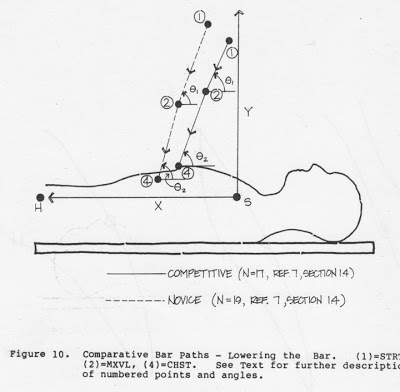 ①
①
θ₁
θ₁
②
②
Y
θ₂
④
④
θ₂
H
X
S
COMPETITIVE (N=17, REF. 7, SECTION 14)
NOVICE (N=19, REF. 7, SECTION 14)
Figure 10. Comparative Bar Paths - Lowering the Bar. (1)=STRT
(2)=MXVL, (4)=CHST. See Text for further descriptio
of numbered points and angles.